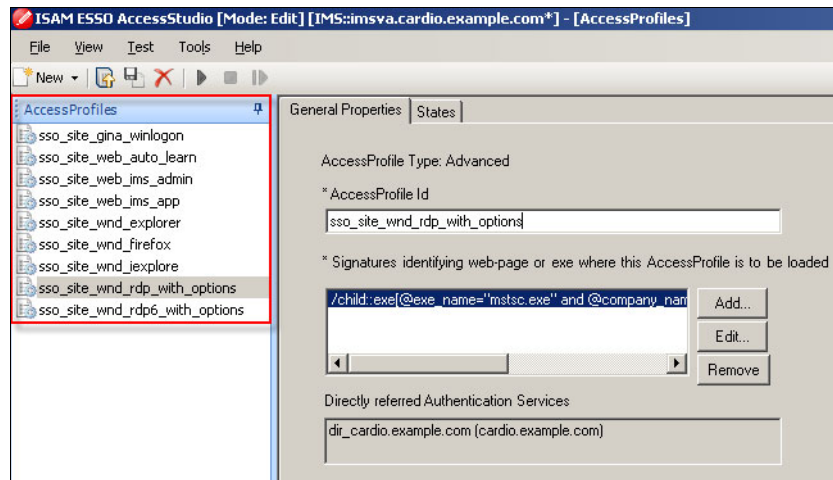 ISAM ESSO AccessStudio [Mode: Edit] [IMS::imsva.cardio.example.com*] - [AccessProfiles]
File View Test Tools Help
New
AccessProfiles
sso_site_gina_winlogon
sso_site_web_auto_learn
sso_site_web_ims_admin
sso_site_web_ims_app
sso_site_wnd_explorer
sso_site_wnd_firefox
sso_site_wnd_iexplore
sso_site_wnd_rdp_with_options
sso_site_wnd_rdp6_with_options
General Properties States
AccessProfile Type: Advanced
* AccessProfile Id
sso_site_wnd_rdp_with_options
* Signatures identifying web-page or exe where this AccessProfile is to be loaded
/child::exe[@exe_name="mstsc.exe" and @company_nam
Add...
Edit...
Remove
Directly referred Authentication Services
dir_cardio.example.com (cardio.example.com)